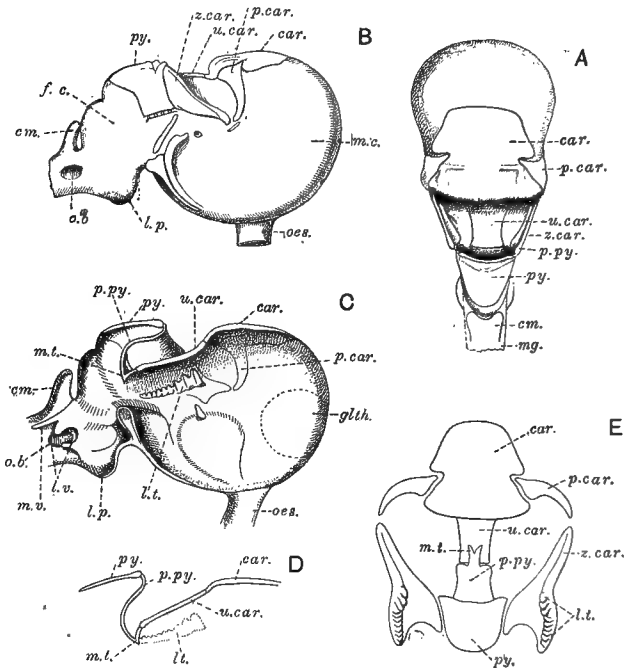 B
z.car.
u.car.
p.car.
car.
py.
f.c.
cm.
o.b
l.p.
m.c.
oes.
A
car.
p.car.
u.car.
z.car.
p.py.
py.
cm.
mg.
C
p.py.
py.
u.car.
car.
m.t.
p.car.
cm.
glth.
o.b.
l.v.
m.v.
l.p.
l.t.
oes.
D
py.
p.py.
car.
u.car.
m.t.
l.t.
E
car.
p.car.
u.car.
m.t.
p.py.
z.car.
l.t.
py.